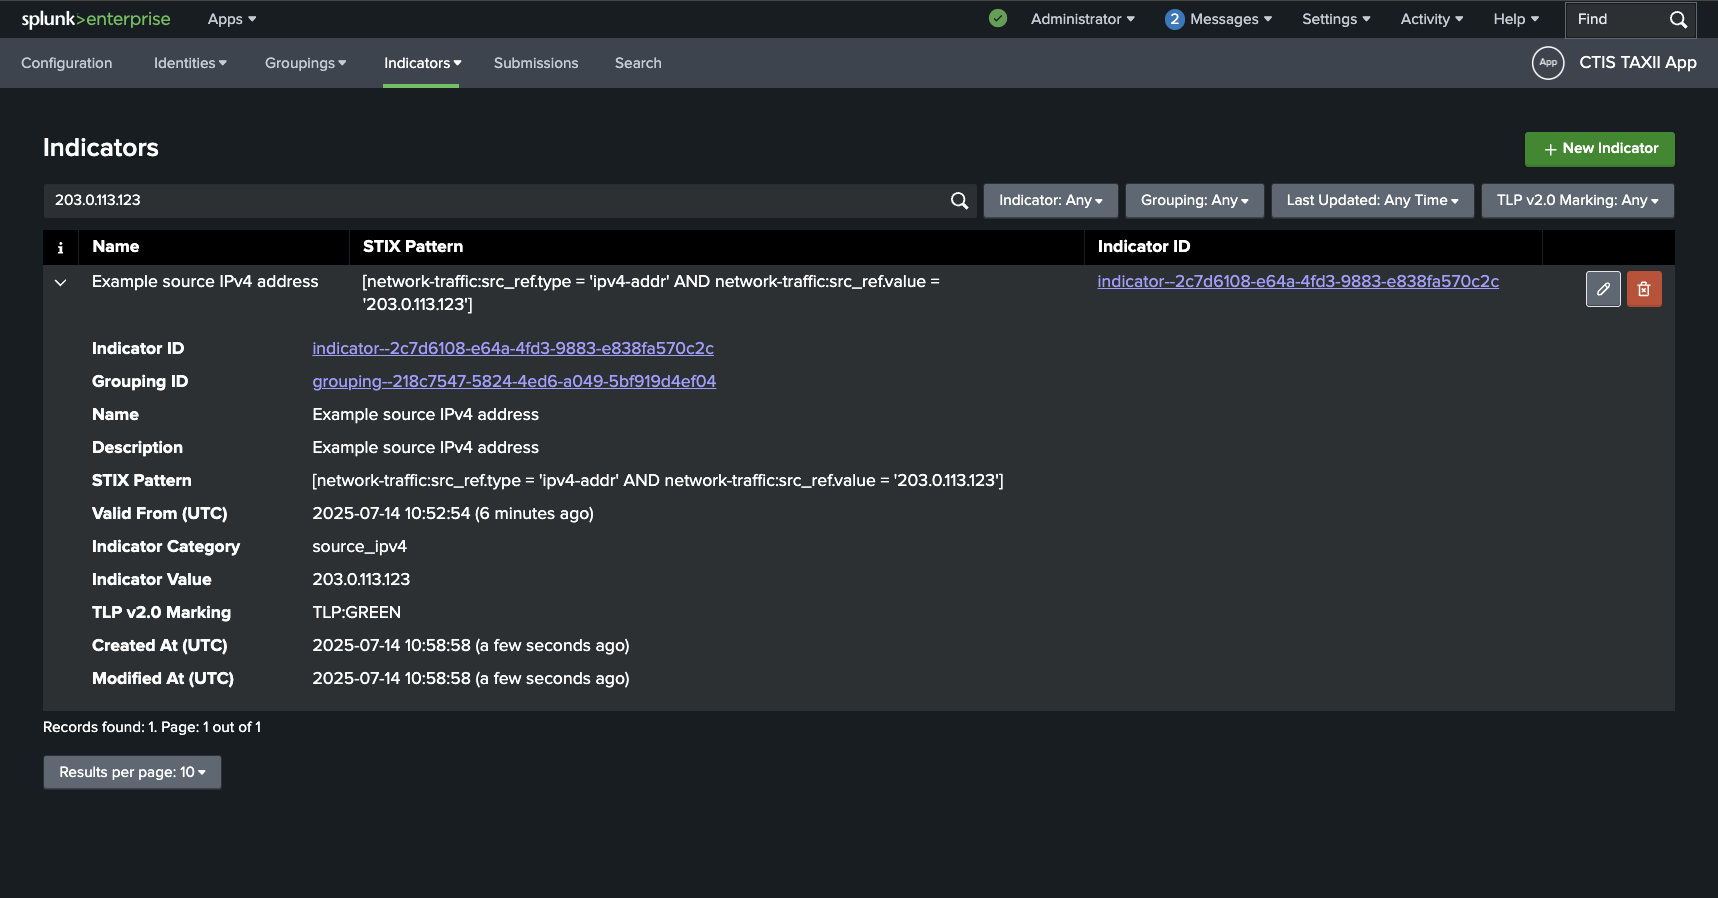 splunk>enterprise Apps Administrator 2 Messages Settings Activity Help Find
Configuration Identities Groupings Indicators Submissions Search App CTIS TAXII App
Indicators
+ New Indicator
203.0.113.123 Indicator: Any Grouping: Any Last Updated: Any Time TLP v2.0 Marking: Any
i Name STIX Pattern Indicator ID
Example source IPv4 address [network-traffic:src_ref.type = 'ipv4-addr' AND network-traffic:src_ref.value = indicator--2c7d6108-e64a-4fd3-9883-e838fa570c2c
'203.0.113.123']
Indicator ID indicator--2c7d6108-e64a-4fd3-9883-e838fa570c2c
Grouping ID grouping--218c7547-5824-4ed6-a049-5bf919d4ef04
Name Example source IPv4 address
Description Example source IPv4 address
STIX Pattern [network-traffic:src_ref.type = 'ipv4-addr' AND network-traffic:src_ref.value = '203.0.113.123']
Valid From (UTC) 2025-07-14 10:52:54 (6 minutes ago)
Indicator Category source_ipv4
Indicator Value 203.0.113.123
TLP v2.0 Marking TLP:GREEN
Created At (UTC) 2025-07-14 10:58:58 (a few seconds ago)
Modified At (UTC) 2025-07-14 10:58:58 (a few seconds ago)
Records found: 1. Page: 1 out of 1
Results per page: 10